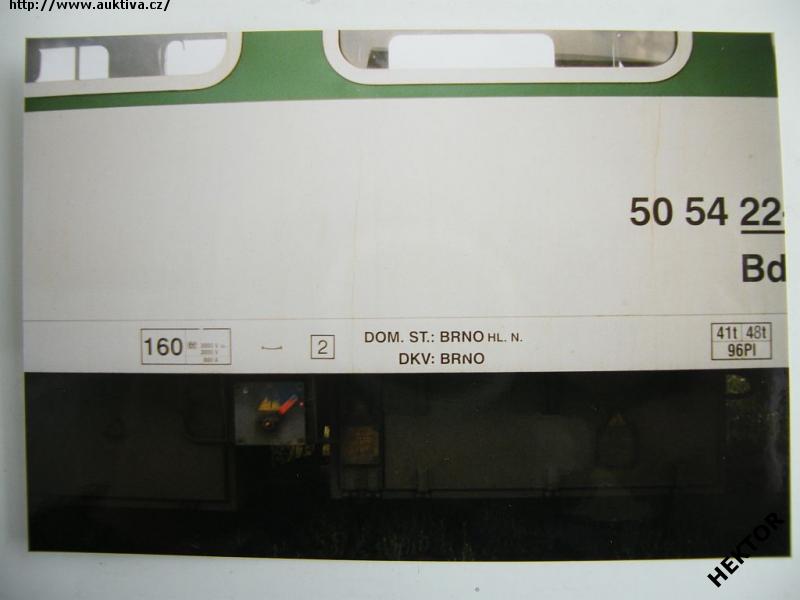 http://www.auktiva.cz/
50 54 22-
Bd
160
3000 V
2
DOM. ST.: BRNO HL. N.
DKV: BRNO
41t 48t
96Pl
HEKTOR